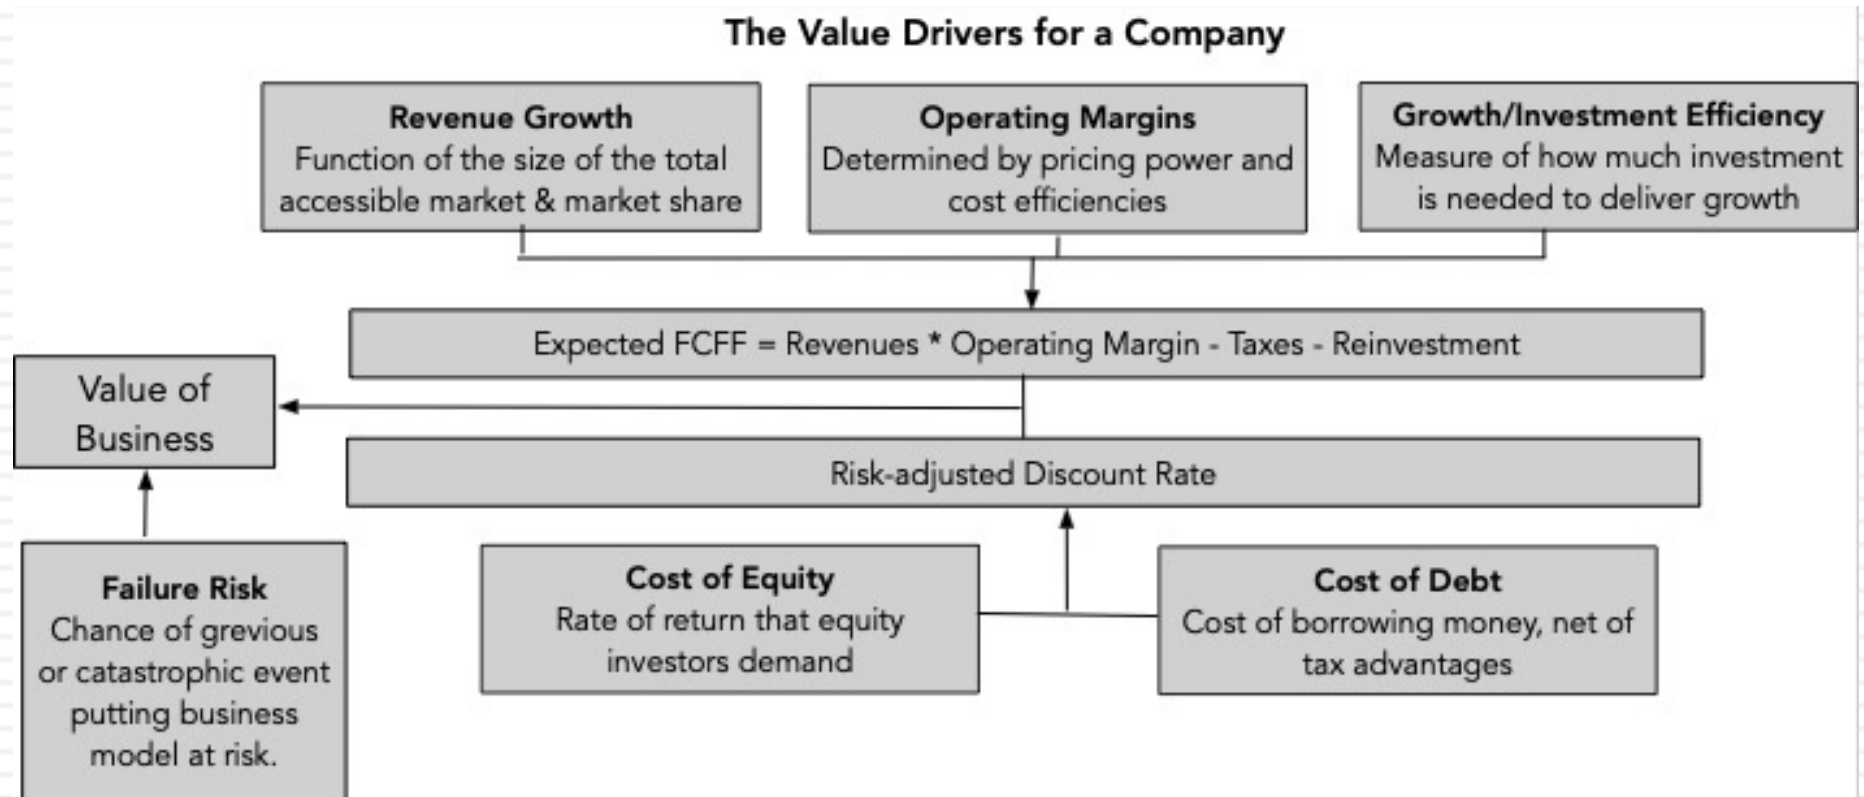 The Value Drivers for a Company
Revenue Growth
Function of the size of the total
accessible market & market share
Operating Margins
Determined by pricing power and
cost efficiencies
Growth/Investment Efficiency
Measure of how much investment
is needed to deliver growth
Expected FCFF = Revenues * Operating Margin - Taxes - Reinvestment
Value of
Business
Risk-adjusted Discount Rate
Failure Risk
Chance of grevious
or catastrophic event
putting business
model at risk.
Cost of Equity
Rate of return that equity
investors demand
Cost of Debt
Cost of borrowing money, net of
tax advantages